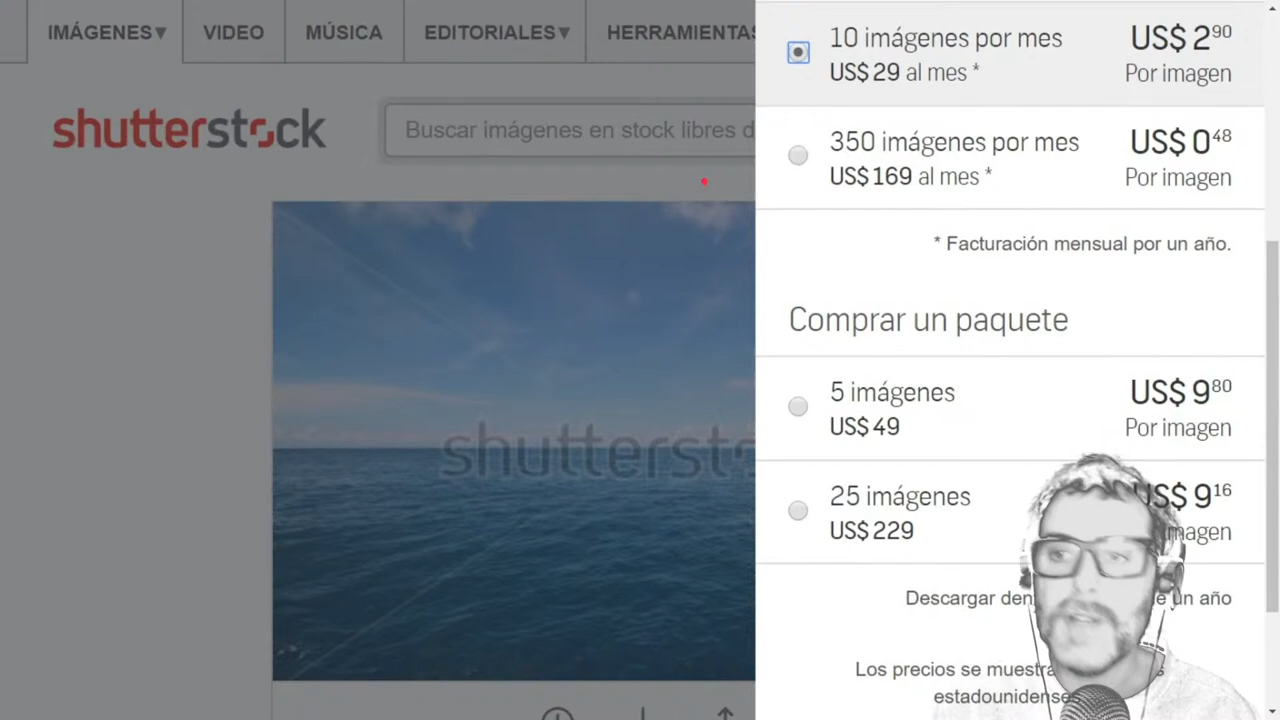 IMÁGENES▾ VIDEO MÚSICA EDITORIALES▾ HERRAMIENTAS
shutterstock
Buscar imágenes en stock libres d
shutterst
10 imágenes por mes US$ 2⁹⁰
US$ 29 al mes * Por imagen
350 imágenes por mes US$ 0⁴⁸
US$ 169 al mes * Por imagen
* Facturación mensual por un año.
Comprar un paquete
5 imágenes US$ 9⁸⁰
US$ 49 Por imagen
25 imágenes US$ 9¹⁶
US$ 229 magen
Descargar den e un año
Los precios se muestra s
estadounidense